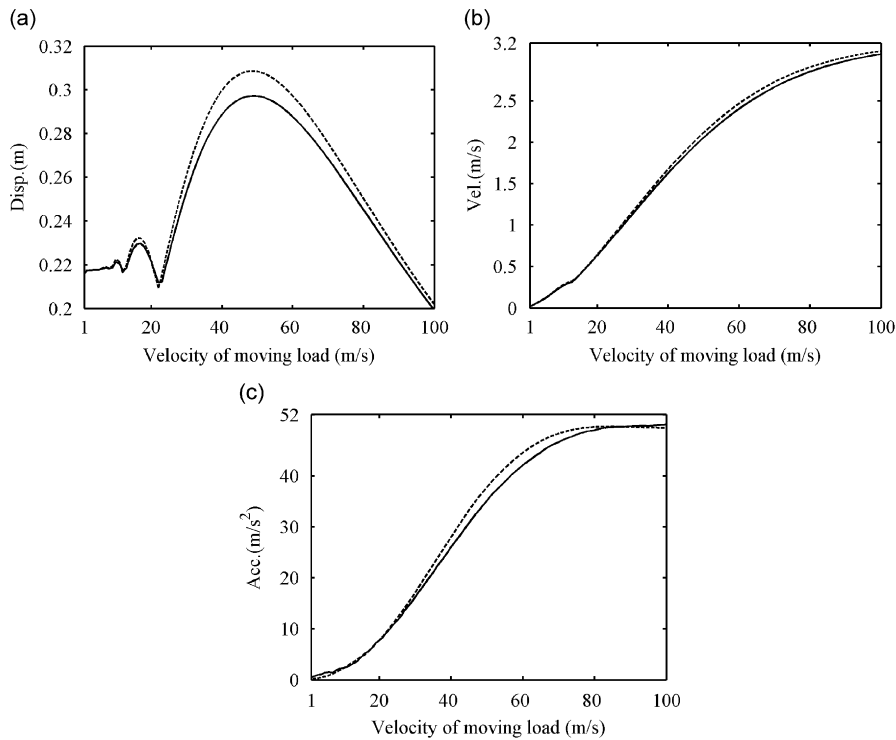 (a)
0.32
0.3
0.28
0.26
0.24
0.22
0.2
Disp.(m)
1 20 40 60 80 100
Velocity of moving load (m/s)
(b)
3.2
2.5
2
1.5
1
0.5
0
Vel.(m/s)
1 20 40 60 80 100
Velocity of moving load (m/s)
(c)
52
40
30
20
10
0
Acc.(m/s²)
1 20 40 60 80 100
Velocity of moving load (m/s)